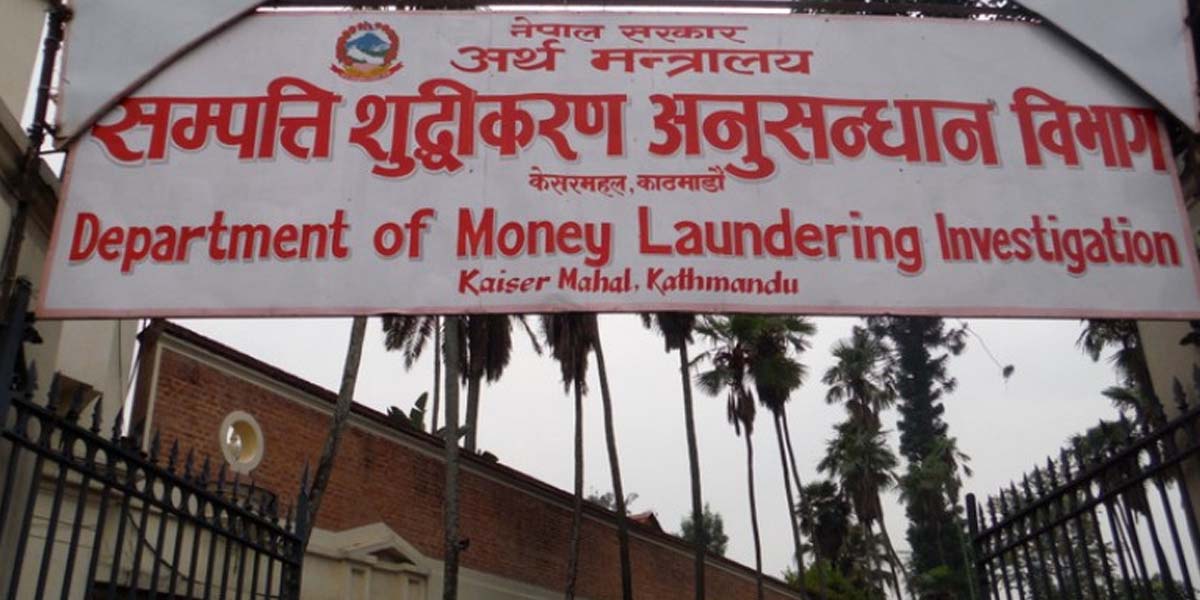 नेपाल सरकार
अर्थ मन्त्रालय
सम्पत्ति शुद्धीकरण अनुसन्धान विभाग
केसरमहल, काठमाडौं
Department of Money Laundering Investigation
Kaiser Mahal, Kathmandu